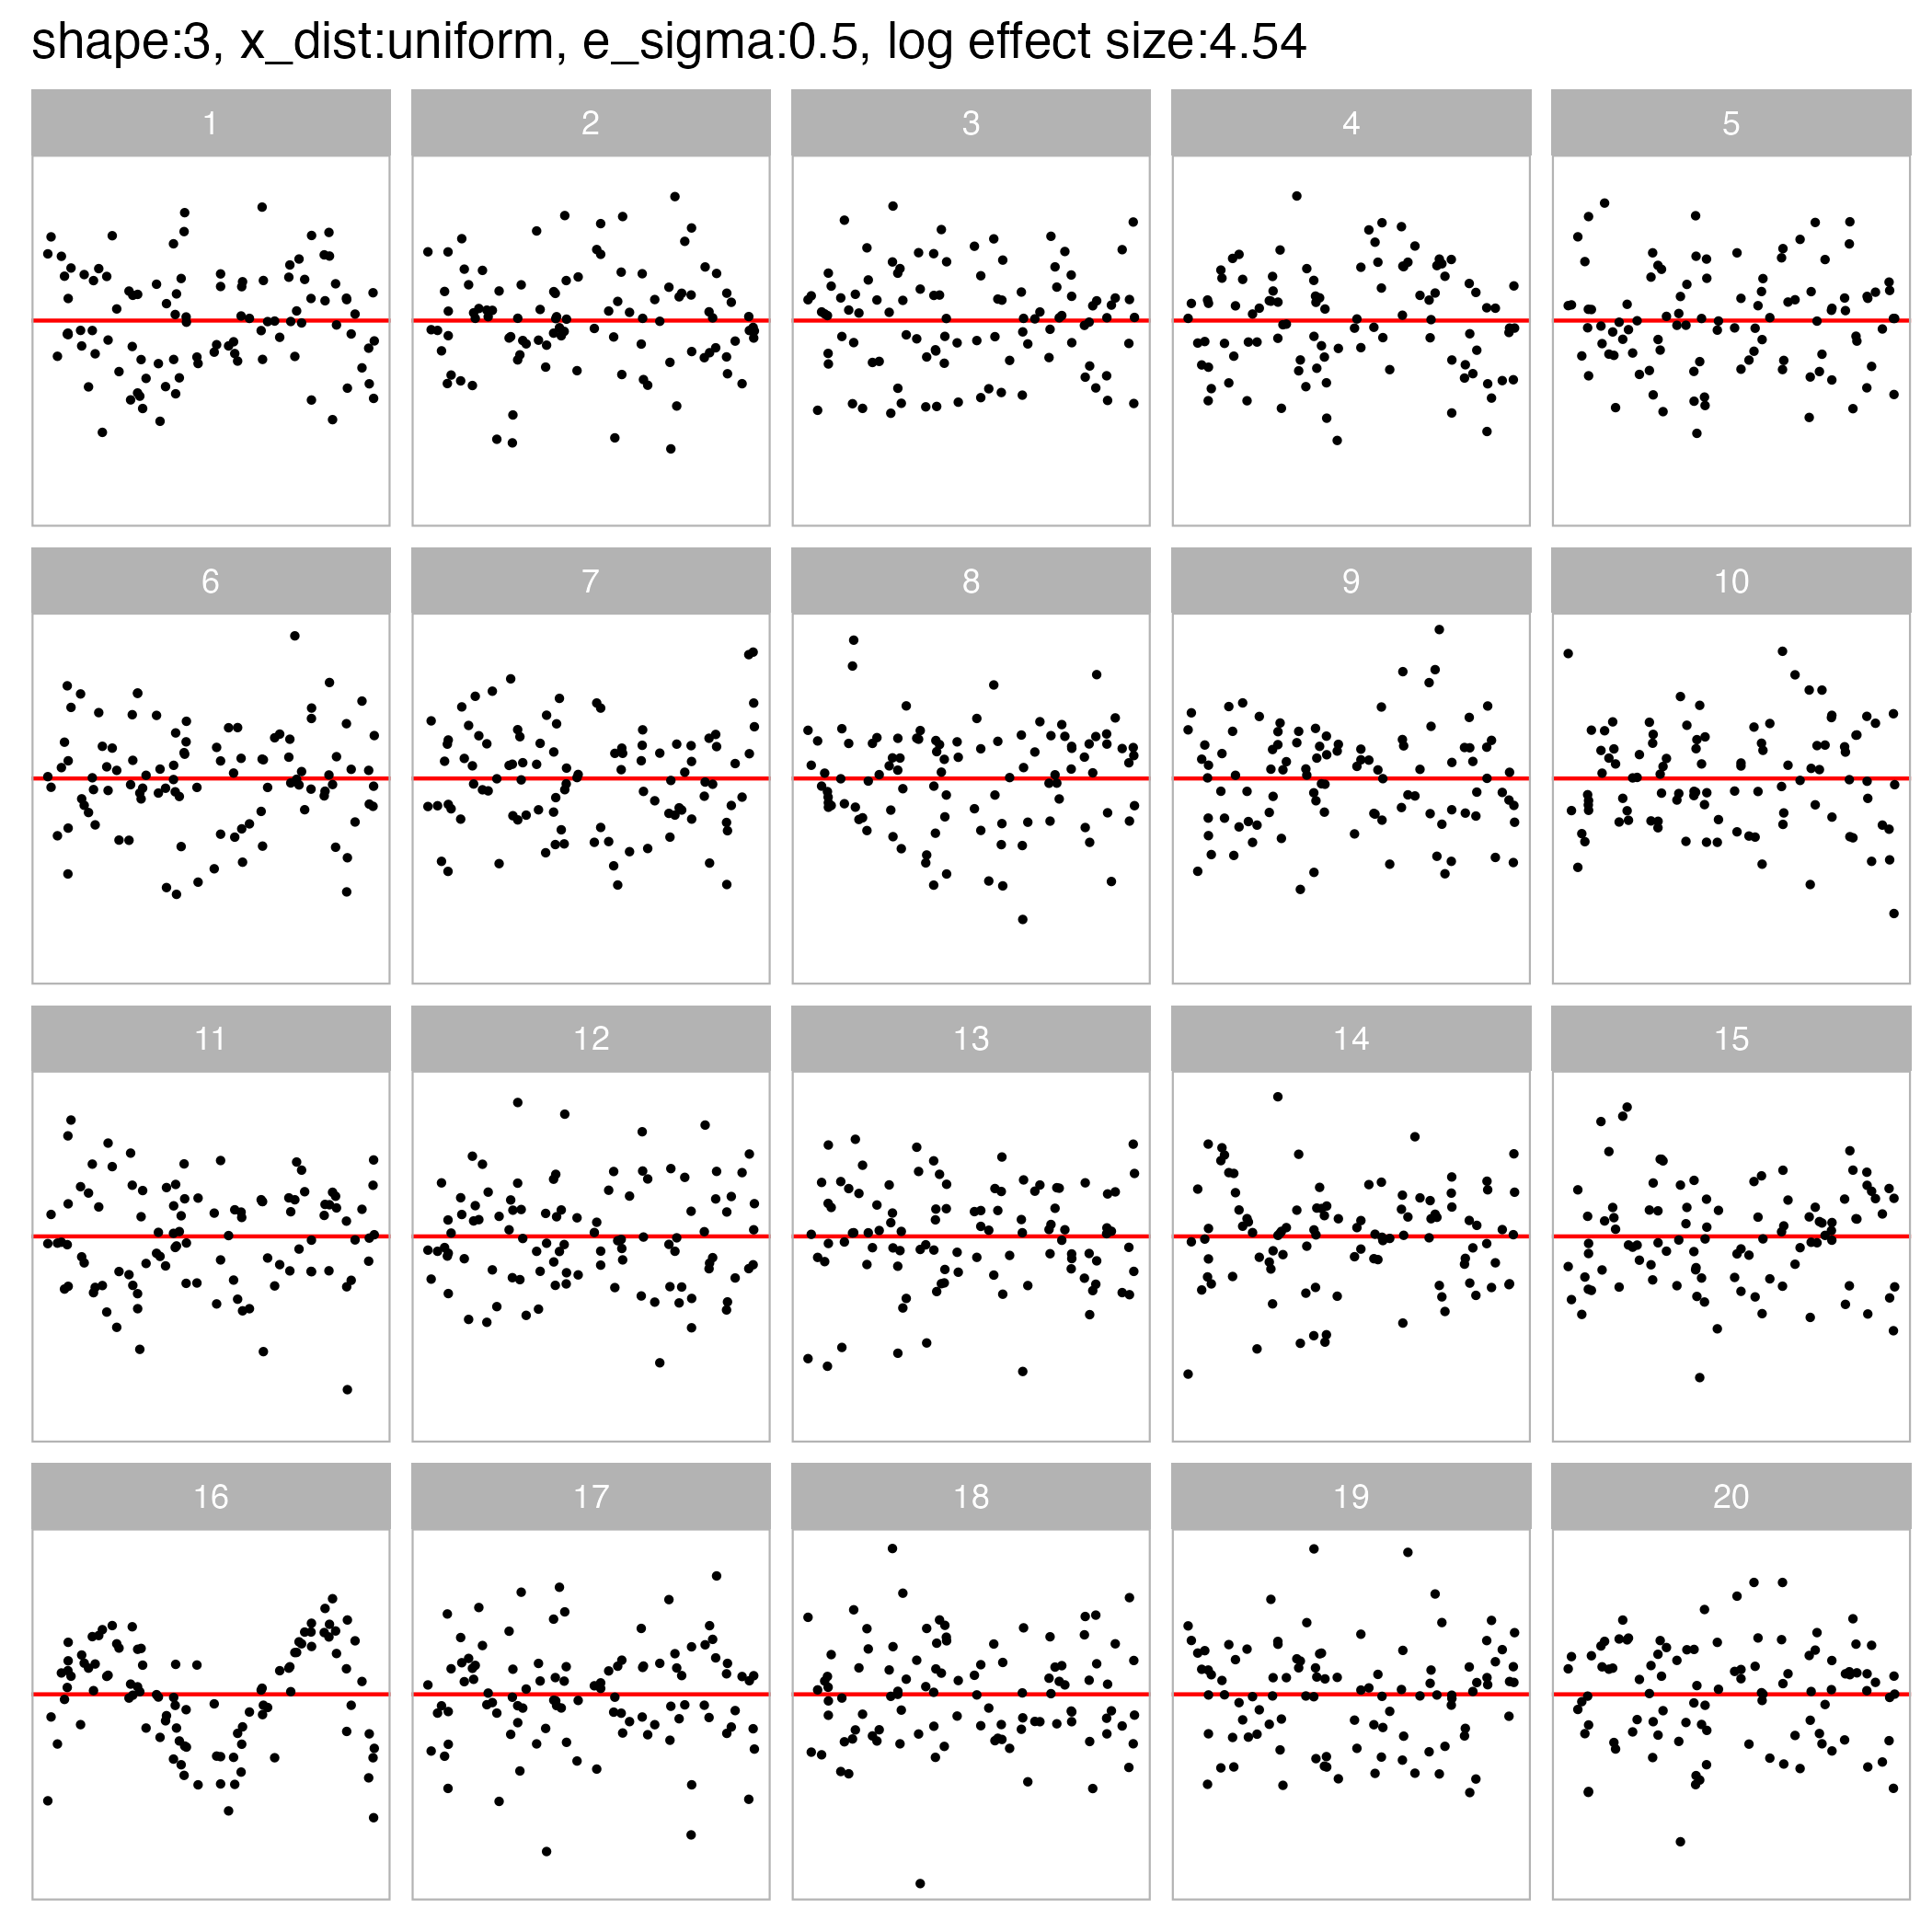 shape:3, x_dist:uniform, e_sigma:0.5, log effect size:4.54
1 2 3 4 5
6 7 8 9 10
11 12 13 14 15
16 17 18 19 20